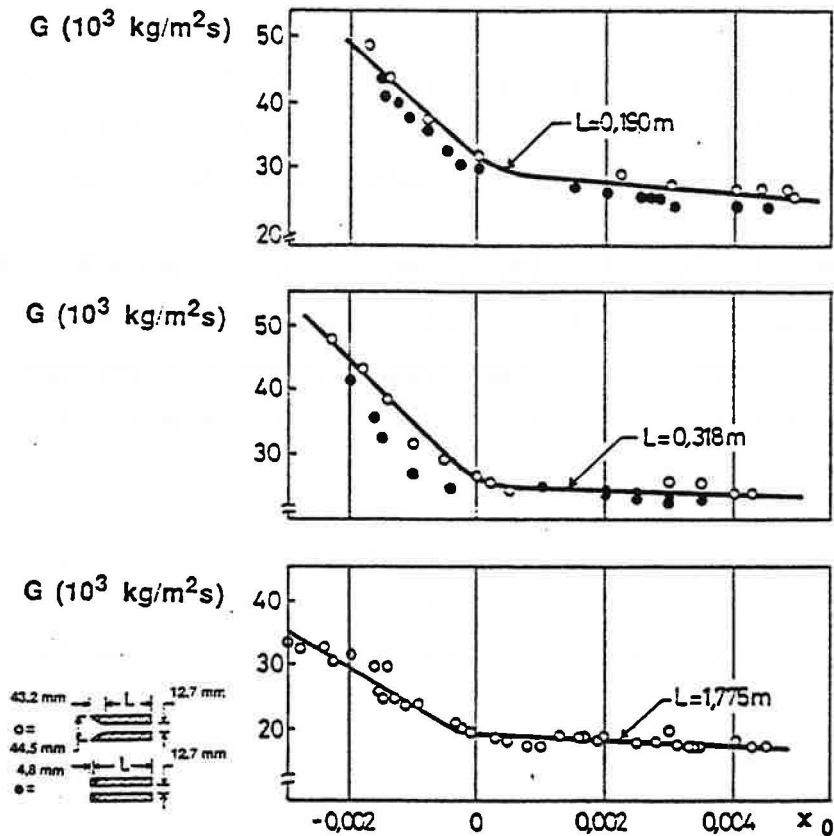 G (10³ kg/m²s)
50
40
30
20
L=0,190m
G (10³ kg/m²s)
50
40
30
L=0,318m
G (10³ kg/m²s)
40
30
20
L=1,775m
43.2 mm
L
12.7 mm
o =
44.5 mm
4,8 mm
L
12.7 mm
-0,002
0
0,002
0,004
x₀